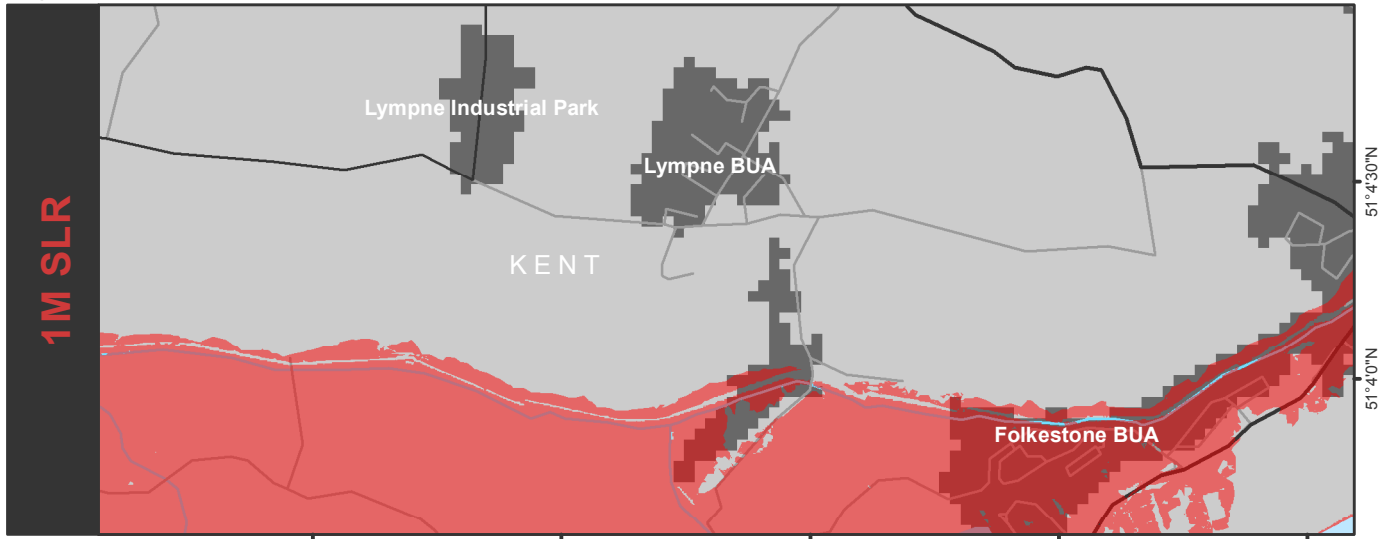 1M SLR
Lympne Industrial Park
Lympne BUA
KENT
Folkestone BUA
51°4'30"N
51°4'0"N